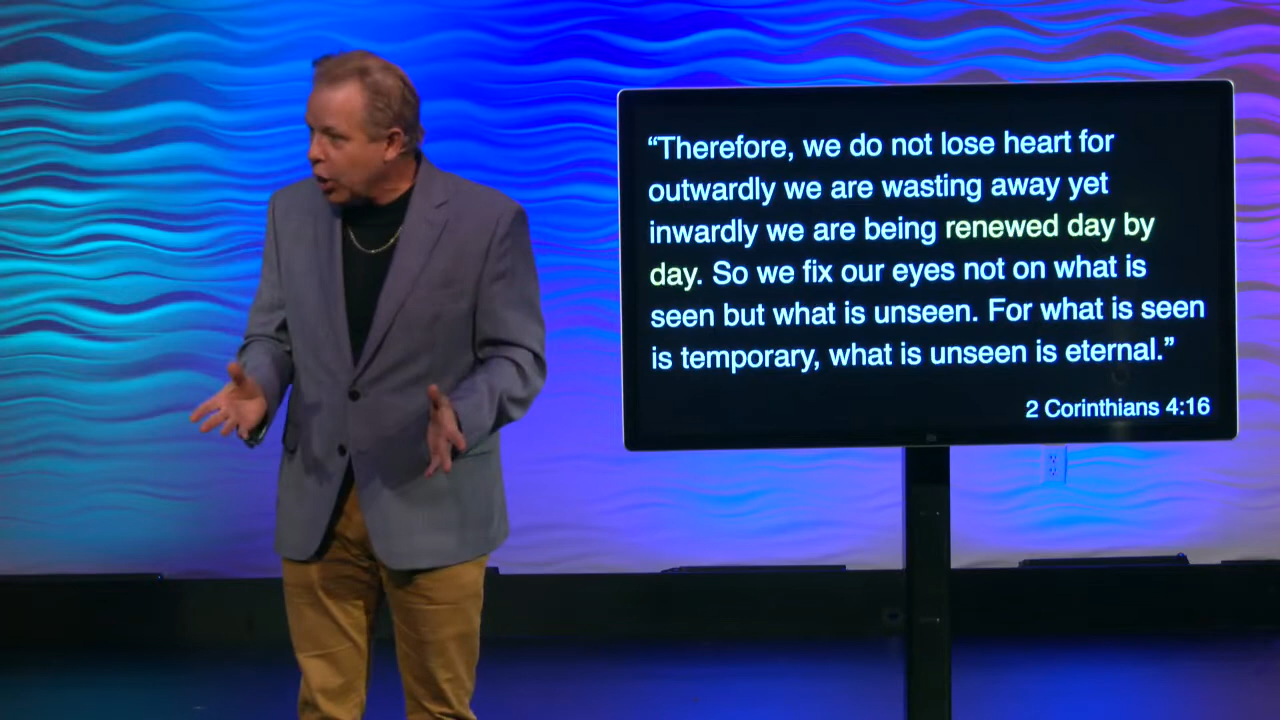 “Therefore, we do not lose heart for
outwardly we are wasting away yet
inwardly we are being renewed day by
day. So we fix our eyes not on what is
seen but what is unseen. For what is seen
is temporary, what is unseen is eternal.”
2 Corinthians 4:16